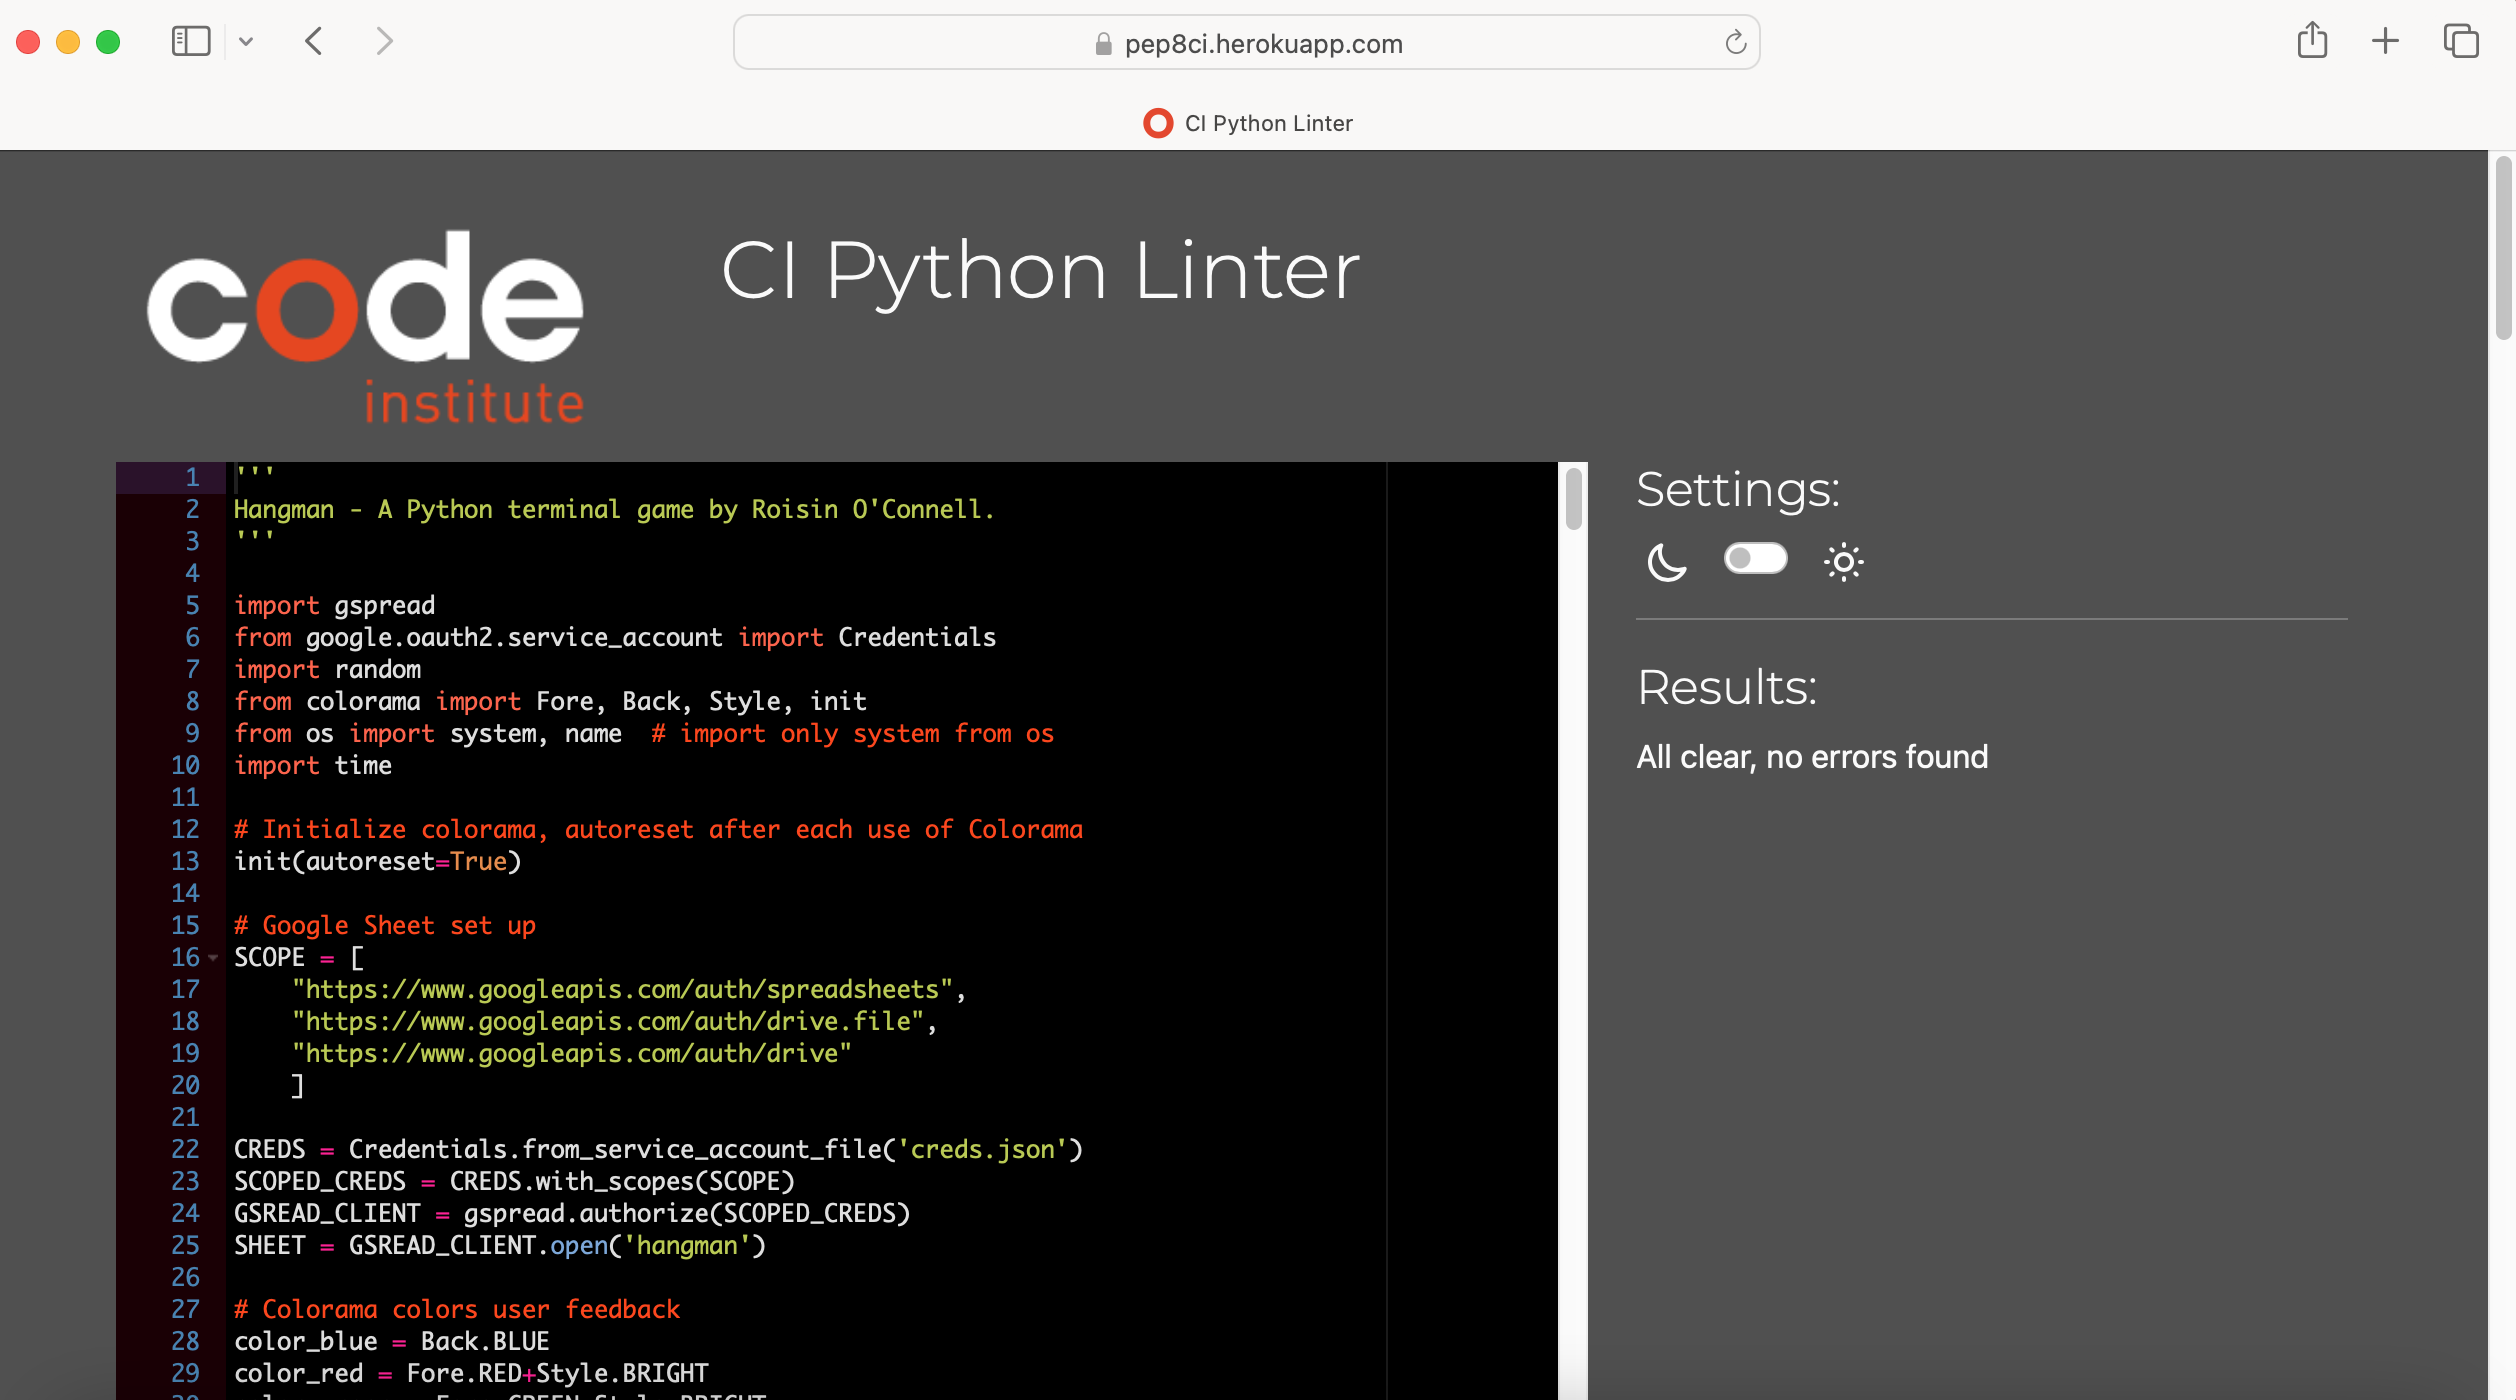 pep8ci.herokuapp.com
CI Python Linter
code
institute
CI Python Linter
1 '''
2 Hangman - A Python terminal game by Roisin O'Connell.
3 '''
4
5 import gspread
6 from google.oauth2.service_account import Credentials
7 import random
8 from colorama import Fore, Back, Style, init
9 from os import system, name  # import only system from os
10 import time
11
12 # Initialize colorama, autoreset after each use of Colorama
13 init(autoreset=True)
14
15 # Google Sheet set up
16 SCOPE = [
17     "https://www.googleapis.com/auth/spreadsheets",
18     "https://www.googleapis.com/auth/drive.file",
19     "https://www.googleapis.com/auth/drive"
20     ]
21
22 CREDS = Credentials.from_service_account_file('creds.json')
23 SCOPED_CREDS = CREDS.with_scopes(SCOPE)
24 GSREAD_CLIENT = gspread.authorize(SCOPED_CREDS)
25 SHEET = GSREAD_CLIENT.open('hangman')
26
27 # Colorama colors user feedback
28 color_blue = Back.BLUE
29 color_red = Fore.RED+Style.BRIGHT
Settings:
Results:
All clear, no errors found